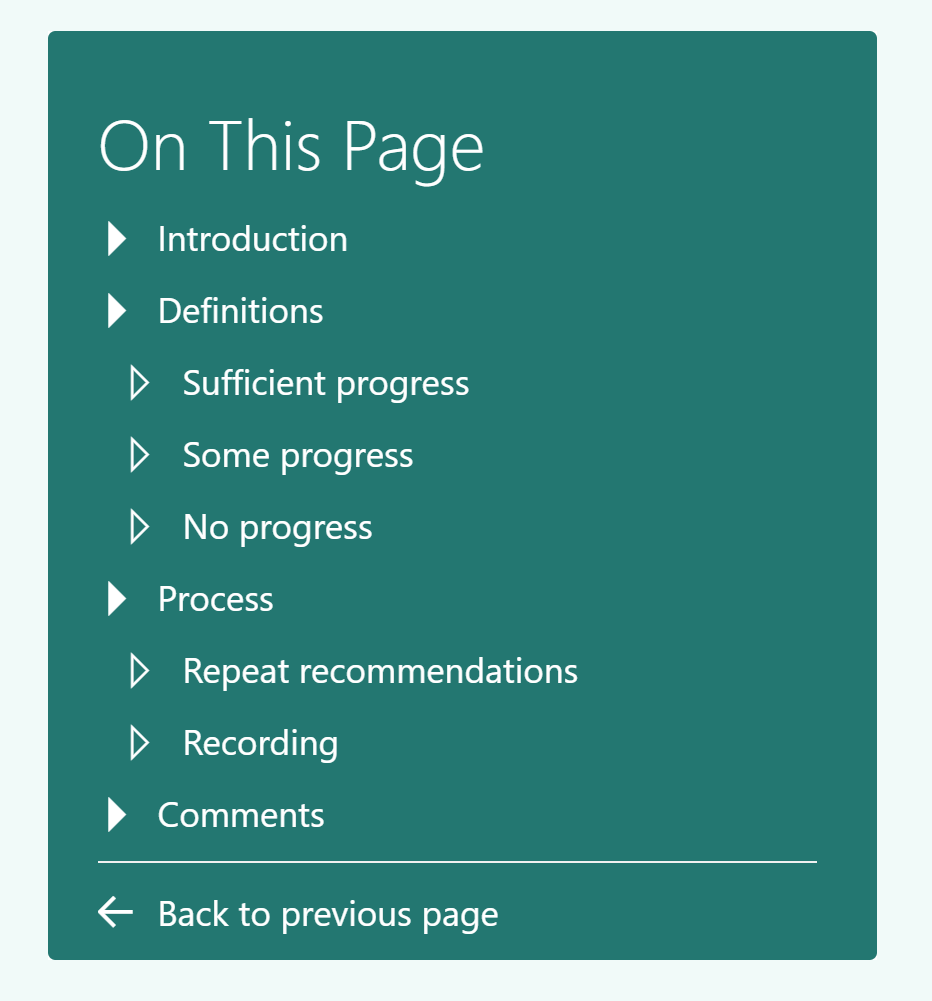 On This Page
Introduction
Definitions
Sufficient progress
Some progress
No progress
Process
Repeat recommendations
Recording
Comments
Back to previous page